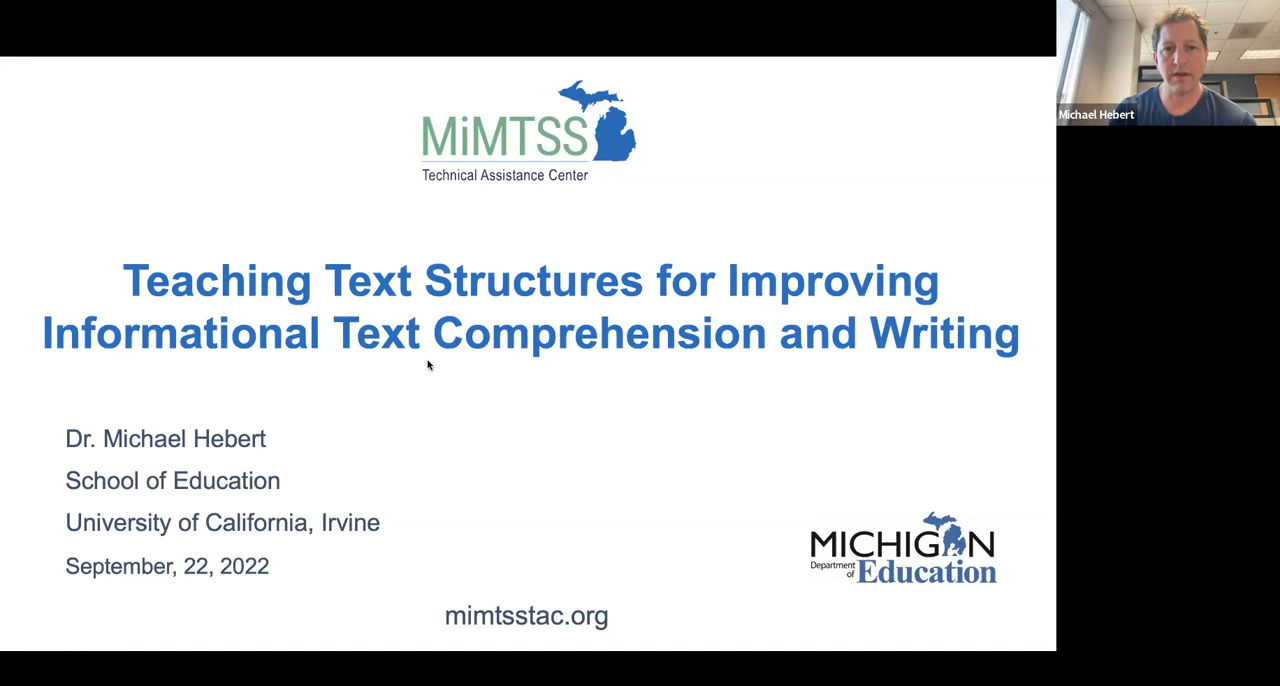 MiMTSS
Technical Assistance Center
Teaching Text Structures for Improving
Informational Text Comprehension and Writing
Dr. Michael Hebert
School of Education
University of California, Irvine
September, 22, 2022
MICHIGAN
Department
of Education
mimtsstac.org
Michael Hebert